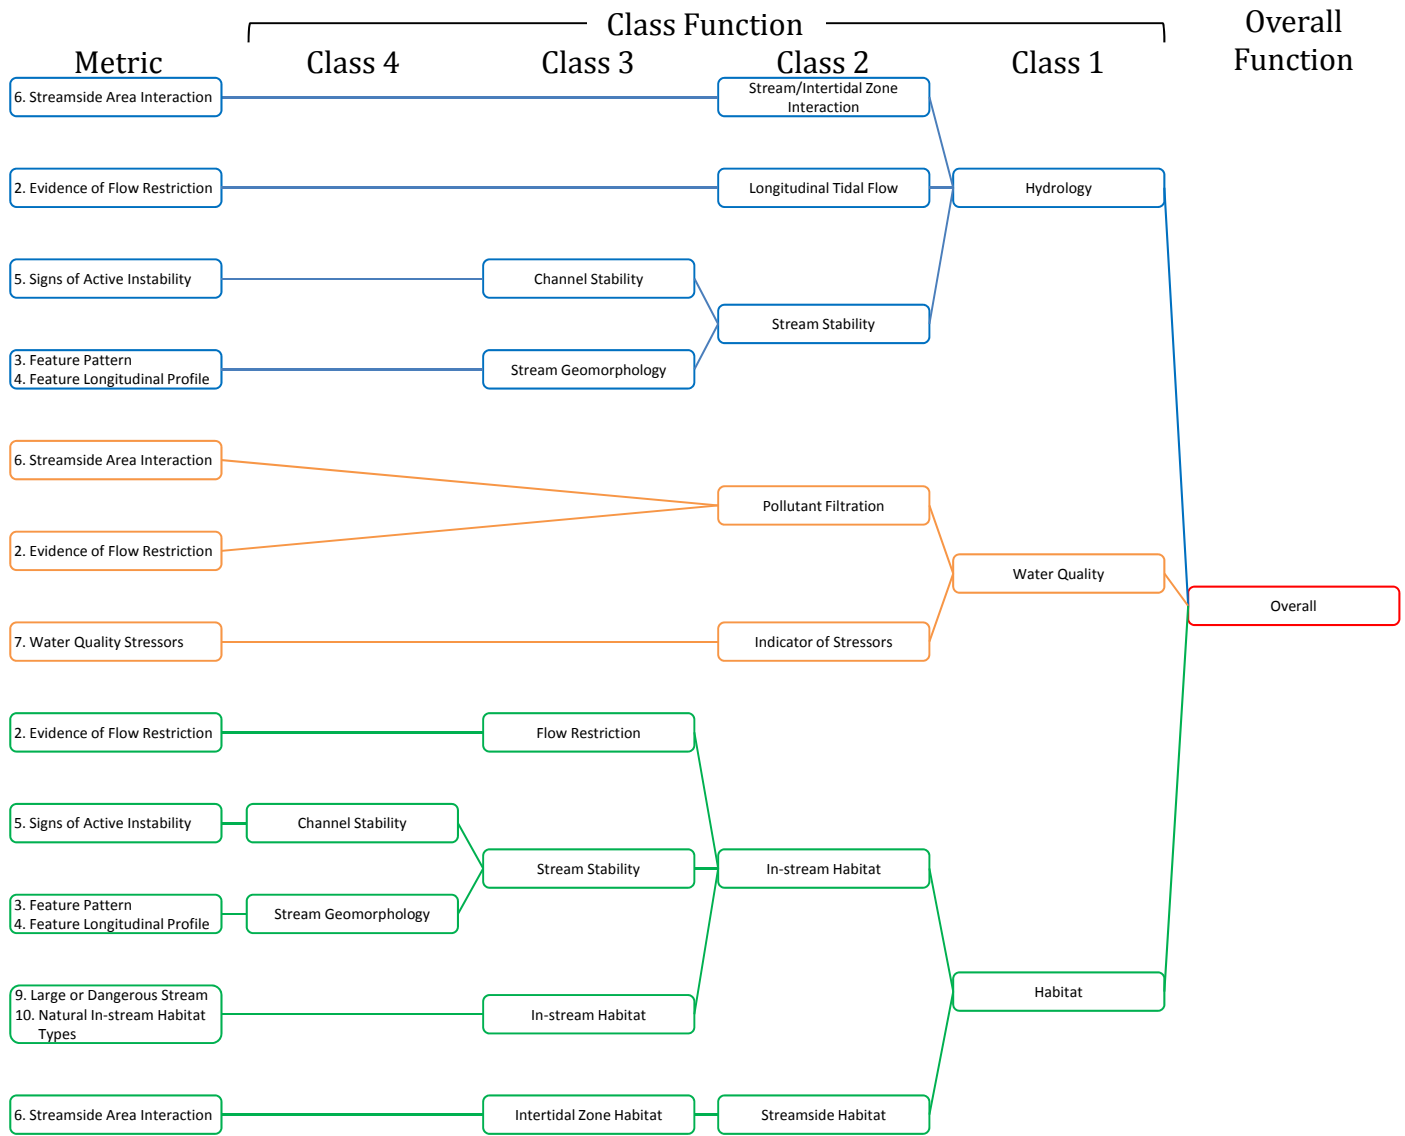 Class Function
Overall
Function
Metric
Class 4
Class 3
Class 2
Class 1
6. Streamside Area Interaction
Stream/Intertidal Zone
Interaction
2. Evidence of Flow Restriction
Longitudinal Tidal Flow
Hydrology
5. Signs of Active Instability
Channel Stability
Stream Stability
3. Feature Pattern
4. Feature Longitudinal Profile
Stream Geomorphology
6. Streamside Area Interaction
Pollutant Filtration
2. Evidence of Flow Restriction
Water Quality
Overall
7. Water Quality Stressors
Indicator of Stressors
2. Evidence of Flow Restriction
Flow Restriction
5. Signs of Active Instability
Channel Stability
Stream Stability
In-stream Habitat
3. Feature Pattern
4. Feature Longitudinal Profile
Stream Geomorphology
Habitat
9. Large or Dangerous Stream
10. Natural In-stream Habitat
Types
In-stream Habitat
6. Streamside Area Interaction
Intertidal Zone Habitat
Streamside Habitat